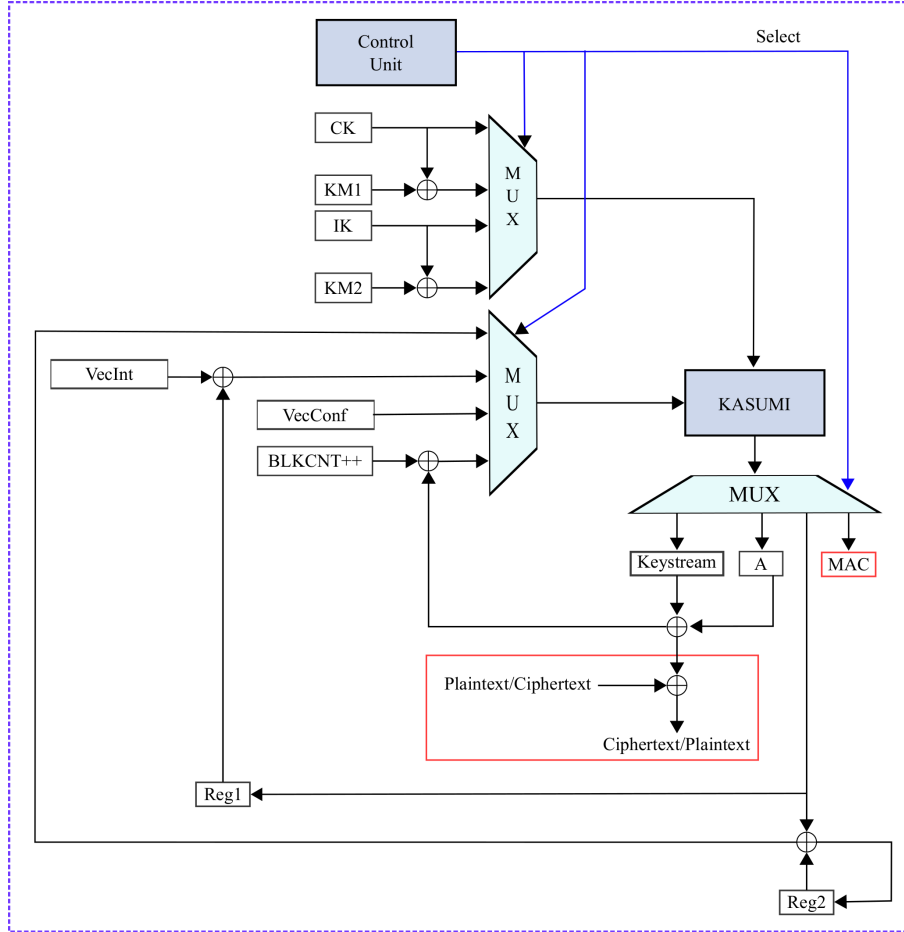 Control
Unit
Select
CK
KM1
IK
KM2
M
U
X
VecInt
VecConf
BLKCNT++
M
U
X
KASUMI
MUX
Keystream
A
MAC
Plaintext/Ciphertext
Ciphertext/Plaintext
Reg1
Reg2